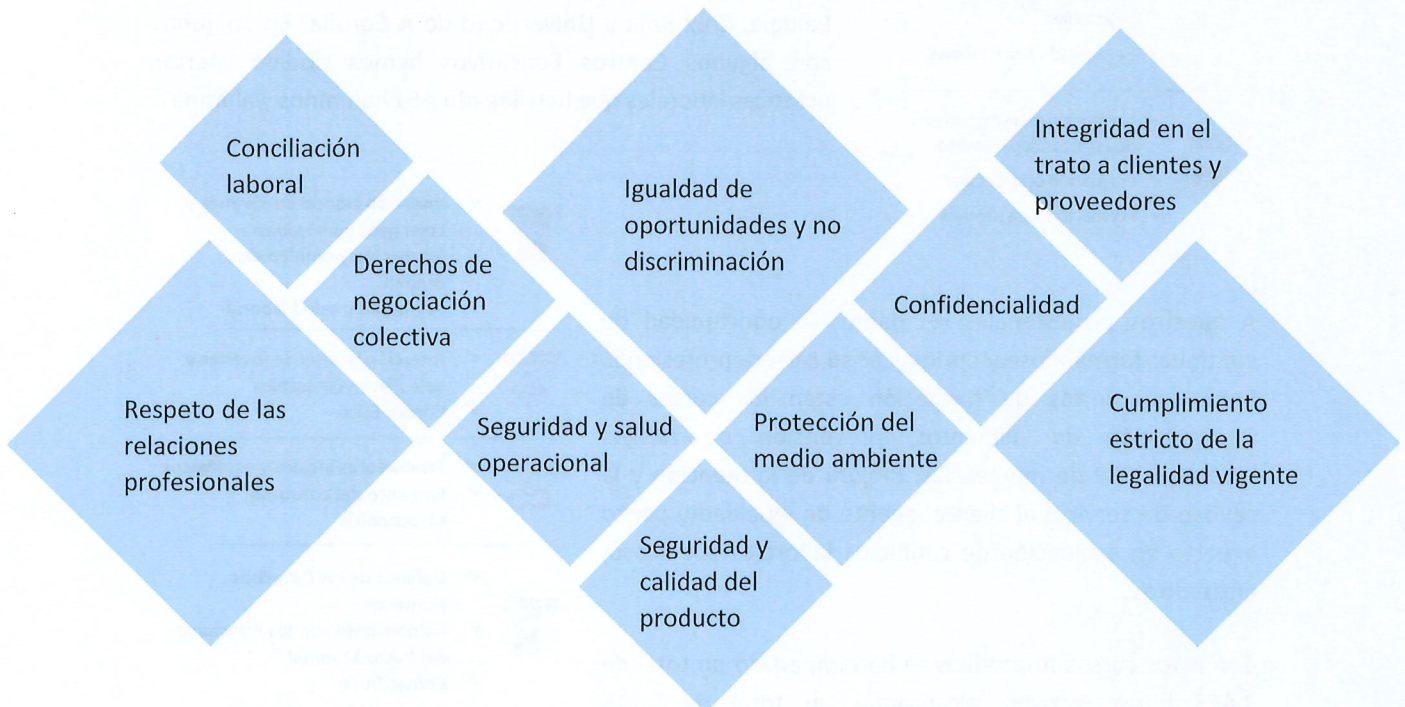 Conciliación
laboral
Igualdad de
oportunidades y no
discriminación
Integridad en el
trato a clientes y
proveedores
Derechos de
negociación
colectiva
Confidencialidad
Respeto de las
relaciones
profesionales
Seguridad y salud
operacional
Protección del
medio ambiente
Cumplimiento
estricto de la
legalidad vigente
Seguridad y
calidad del
producto